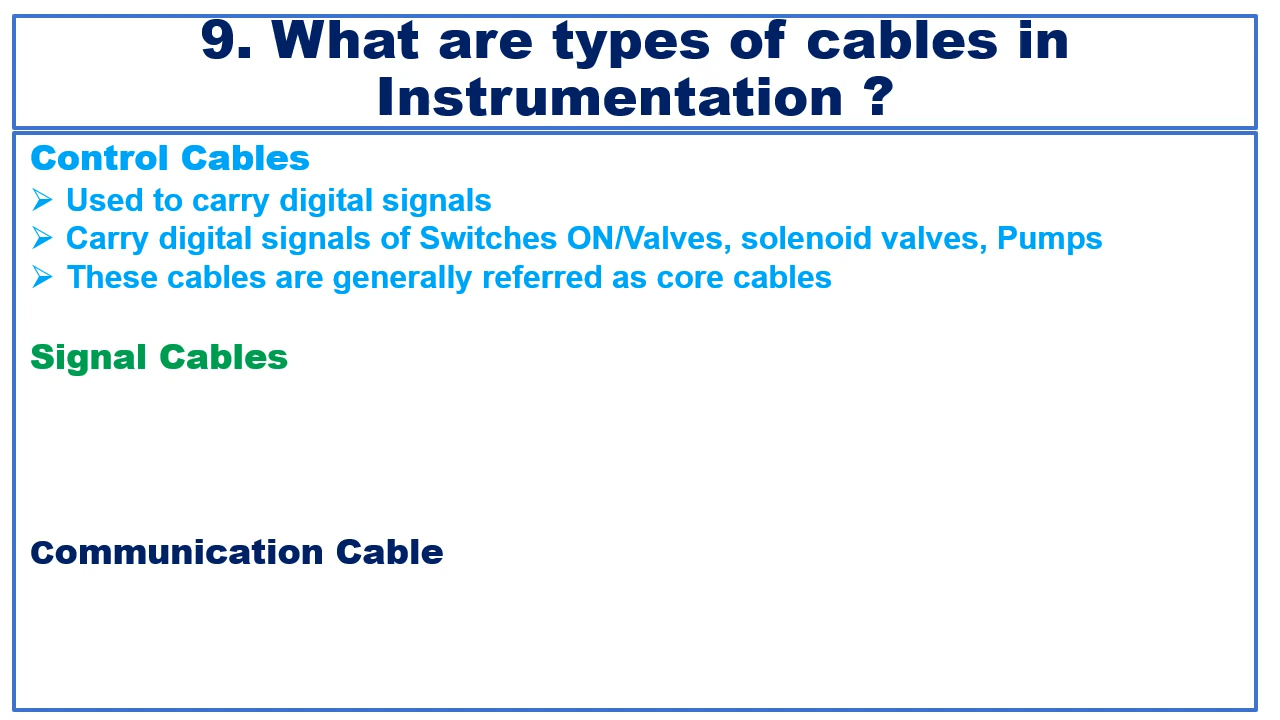 9. What are types of cables in
Instrumentation ?
Control Cables
➢ Used to carry digital signals
➢ Carry digital signals of Switches ON/Valves, solenoid valves, Pumps
➢ These cables are generally referred as core cables
Signal Cables
Communication Cable